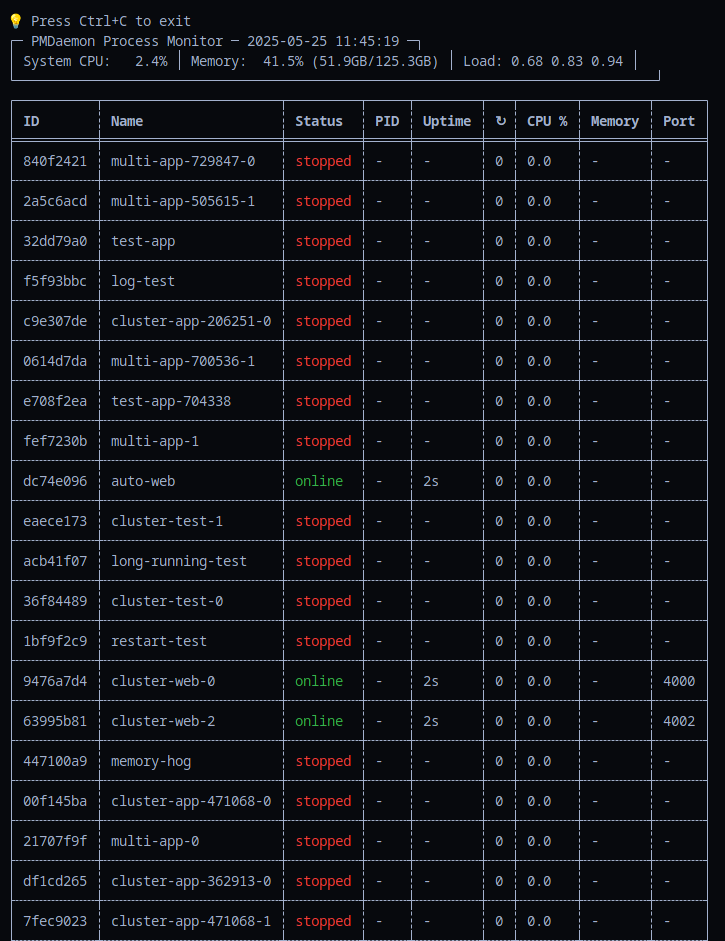 💡 Press Ctrl+C to exit
PMDaemon Process Monitor — 2025-05-25 11:45:19
System CPU: 2.4% │ Memory: 41.5% (51.9GB/125.3GB) │ Load: 0.68 0.83 0.94 │
ID Name Status PID Uptime ↻ CPU % Memory Port
840f2421 multi-app-729847-0 stopped - - 0 0.0 - -
2a5c6acd multi-app-505615-1 stopped - - 0 0.0 - -
32dd79a0 test-app stopped - - 0 0.0 - -
f5f93bbc log-test stopped - - 0 0.0 - -
c9e307de cluster-app-206251-0 stopped - - 0 0.0 - -
0614d7da multi-app-700536-1 stopped - - 0 0.0 - -
e708f2ea test-app-704338 stopped - - 0 0.0 - -
fef7230b multi-app-1 stopped - - 0 0.0 - -
dc74e096 auto-web online - 2s 0 0.0 - -
eaece173 cluster-test-1 stopped - - 0 0.0 - -
acb41f07 long-running-test stopped - - 0 0.0 - -
36f84489 cluster-test-0 stopped - - 0 0.0 - -
1bf9f2c9 restart-test stopped - - 0 0.0 - -
9476a7d4 cluster-web-0 online - 2s 0 0.0 - 4000
63995b81 cluster-web-2 online - 2s 0 0.0 - 4002
447100a9 memory-hog stopped - - 0 0.0 - -
00f145ba cluster-app-471068-0 stopped - - 0 0.0 - -
21707f9f multi-app-0 stopped - - 0 0.0 - -
df1cd265 cluster-app-362913-0 stopped - - 0 0.0 - -
7fec9023 cluster-app-471068-1 stopped - - 0 0.0 - -